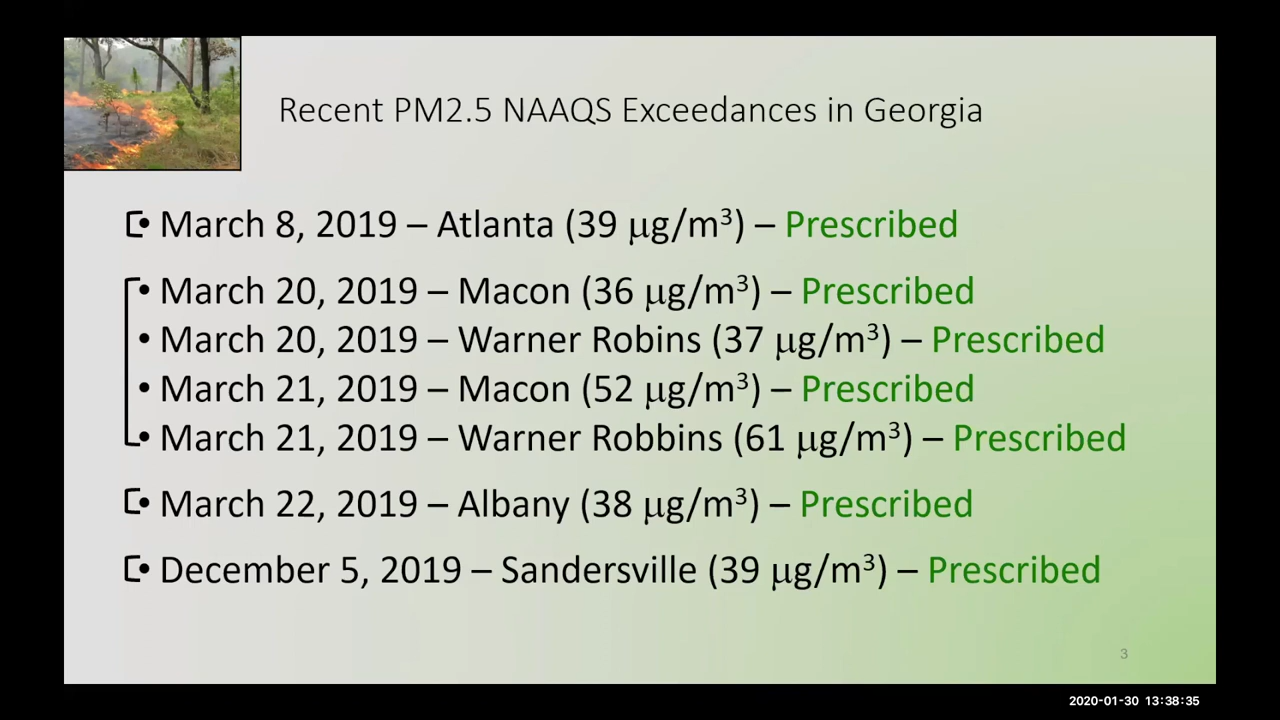 Recent PM2.5 NAAQS Exceedances in Georgia
• March 8, 2019 – Atlanta (39 μg/m³) – Prescribed
• March 20, 2019 – Macon (36 μg/m³) – Prescribed
• March 20, 2019 – Warner Robins (37 μg/m³) – Prescribed
• March 21, 2019 – Macon (52 μg/m³) – Prescribed
• March 21, 2019 – Warner Robbins (61 μg/m³) – Prescribed
• March 22, 2019 – Albany (38 μg/m³) – Prescribed
• December 5, 2019 – Sandersville (39 μg/m³) – Prescribed
3
2020-01-30 13:38:35